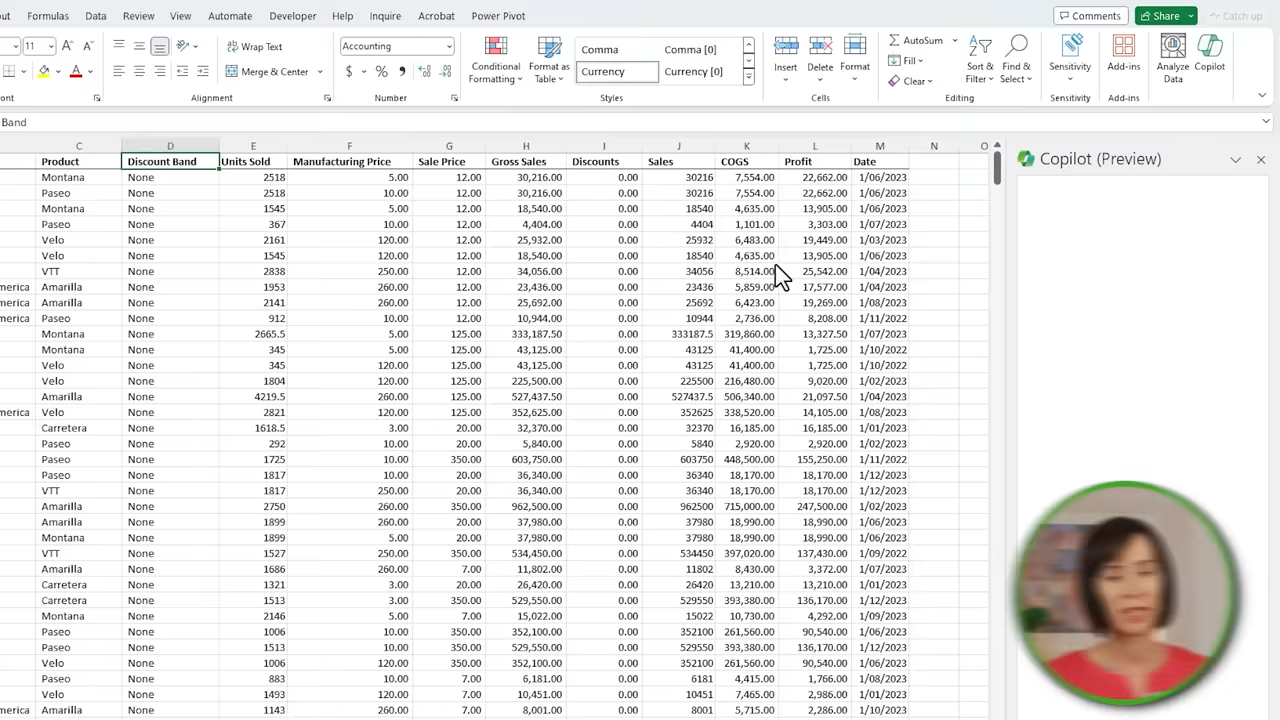 out Formulas Data Review View Automate Developer Help Inquire Acrobat Power Pivot Comments Share Catch up
11 A A Wrap Text Accounting Comma Comma [0] AutoSum
Conditional Formatting Format as Table Insert Delete Format Fill Sort & Filter Find & Select Sensitivity Add-ins Analyze Data Copilot
Merge & Center $ % Currency Currency [0] Clear
Alignment Number Styles Cells Editing Sensitivity Add-ins
Band
C D E F G H I J K L M N O
Copilot (Preview)
Product Discount Band Units Sold Manufacturing Price Sale Price Gross Sales Discounts Sales COGS Profit Date
Montana None 2518 5.00 12.00 30,216.00 0.00 30216 7,554.00 22,662.00 1/06/2023
Paseo None 2518 10.00 12.00 30,216.00 0.00 30216 7,554.00 22,662.00 1/06/2023
Montana None 1545 5.00 12.00 18,540.00 0.00 18540 4,635.00 13,905.00 1/06/2023
Paseo None 367 10.00 12.00 4,404.00 0.00 4404 1,101.00 3,303.00 1/07/2023
Velo None 2161 120.00 12.00 25,932.00 0.00 25932 6,483.00 19,449.00 1/03/2023
Velo None 1545 120.00 12.00 18,540.00 0.00 18540 4,635.00 13,905.00 1/06/2023
VTT None 2838 250.00 12.00 34,056.00 0.00 34056 8,514.00 25,542.00 1/04/2023
merica Amarilla None 1953 260.00 12.00 23,436.00 0.00 23436 5,859.00 17,577.00 1/04/2023
merica Amarilla None 2141 260.00 12.00 25,692.00 0.00 25692 6,423.00 19,269.00 1/08/2023
merica Paseo None 912 10.00 12.00 10,944.00 0.00 10944 2,736.00 8,208.00 1/11/2022
Montana None 2665.5 5.00 125.00 333,187.50 0.00 333187.5 319,860.00 13,327.50 1/07/2023
Montana None 345 5.00 125.00 43,125.00 0.00 43125 41,400.00 1,725.00 1/10/2022
Velo None 345 120.00 125.00 43,125.00 0.00 43125 41,400.00 1,725.00 1/10/2022
Velo None 1804 120.00 125.00 225,500.00 0.00 225500 216,480.00 9,020.00 1/02/2023
Amarilla None 4219.5 260.00 125.00 527,437.50 0.00 527437.5 506,340.00 21,097.50 1/04/2023
merica Velo None 2821 120.00 125.00 352,625.00 0.00 352625 338,520.00 14,105.00 1/08/2023
Carretera None 1618.5 3.00 20.00 32,370.00 0.00 32370 16,185.00 16,185.00 1/01/2023
Paseo None 292 10.00 20.00 5,840.00 0.00 5840 2,920.00 2,920.00 1/02/2023
Paseo None 1725 10.00 350.00 603,750.00 0.00 603750 448,500.00 155,250.00 1/11/2022
Paseo None 1817 10.00 20.00 36,340.00 0.00 36340 18,170.00 18,170.00 1/12/2023
VTT None 1817 250.00 20.00 36,340.00 0.00 36340 18,170.00 18,170.00 1/12/2023
Amarilla None 2750 260.00 350.00 962,500.00 0.00 962500 715,000.00 247,500.00 1/02/2023
Amarilla None 1899 260.00 20.00 37,980.00 0.00 37980 18,990.00 18,990.00 1/06/2023
Montana None 1899 5.00 20.00 37,980.00 0.00 37980 18,990.00 18,990.00 1/06/2023
VTT None 1527 250.00 350.00 534,450.00 0.00 534450 397,020.00 137,430.00 1/09/2022
Amarilla None 1686 260.00 7.00 11,802.00 0.00 11802 8,430.00 3,372.00 1/07/2023
Carretera None 1321 3.00 20.00 26,420.00 0.00 26420 13,210.00 13,210.00 1/01/2023
Carretera None 1513 3.00 350.00 529,550.00 0.00 529550 393,380.00 136,170.00 1/12/2023
Montana None 2146 5.00 7.00 15,022.00 0.00 15022 10,730.00 4,292.00 1/09/2023
Paseo None 1006 10.00 350.00 352,100.00 0.00 352100 261,560.00 90,540.00 1/06/2023
Paseo None 1513 10.00 350.00 529,550.00 0.00 529550 393,380.00 136,170.00 1/12/2023
Velo None 1006 120.00 350.00 352,100.00 0.00 352100 261,560.00 90,540.00 1/06/2023
Paseo None 883 10.00 7.00 6,181.00 0.00 6181 4,415.00 1,766.00 1/08/2023
Velo None 1493 120.00 7.00 10,451.00 0.00 10451 7,465.00 2,986.00 1/01/2023
Amarilla None 1143 260.00 7.00 8,001.00 0.00 8001 5,715.00 2,286.00 1/10/2023